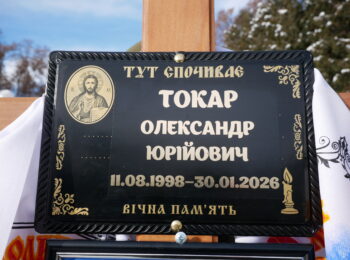 ТУТ СПОЧИВАЄ
ТОКАР
ОЛЕКСАНДР
ЮРІЙОВИЧ
11.08.1998–30.01.2026
ВІЧНА ПАМ'ЯТЬ